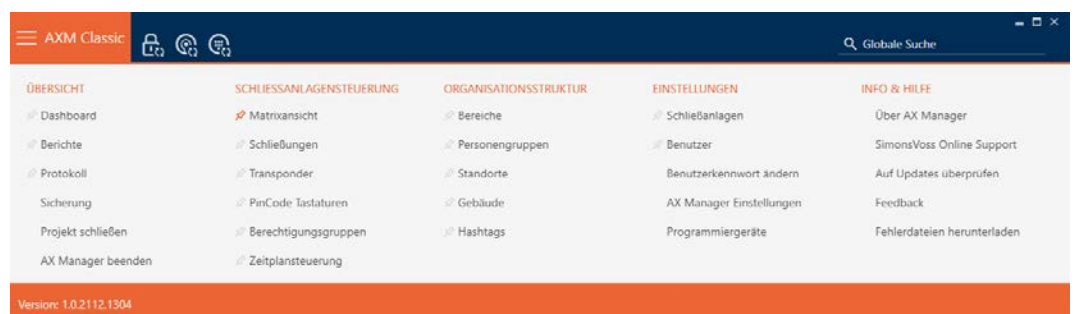 AXM Classic
Globale Suche
ÜBERSICHT
Dashboard
Berichte
Protokoll
Sicherung
Projekt schließen
AX Manager beenden
SCHLIESSANLAGENSTEUERUNG
Matrixansicht
Schließungen
Transponder
PinCode Tastaturen
Berechtigungsgruppen
Zeitplansteuerung
ORGANISATIONSSTRUKTUR
Bereiche
Personengruppen
Standorte
Gebäude
Hashtags
EINSTELLUNGEN
Schließanlagen
Benutzer
Benutzerkennwort ändern
AX Manager Einstellungen
Programmiergeräte
INFO & HILFE
Über AX Manager
SimonsVoss Online Support
Auf Updates überprüfen
Feedback
Fehlerdateien herunterladen
Version: 1.0.2112.1304